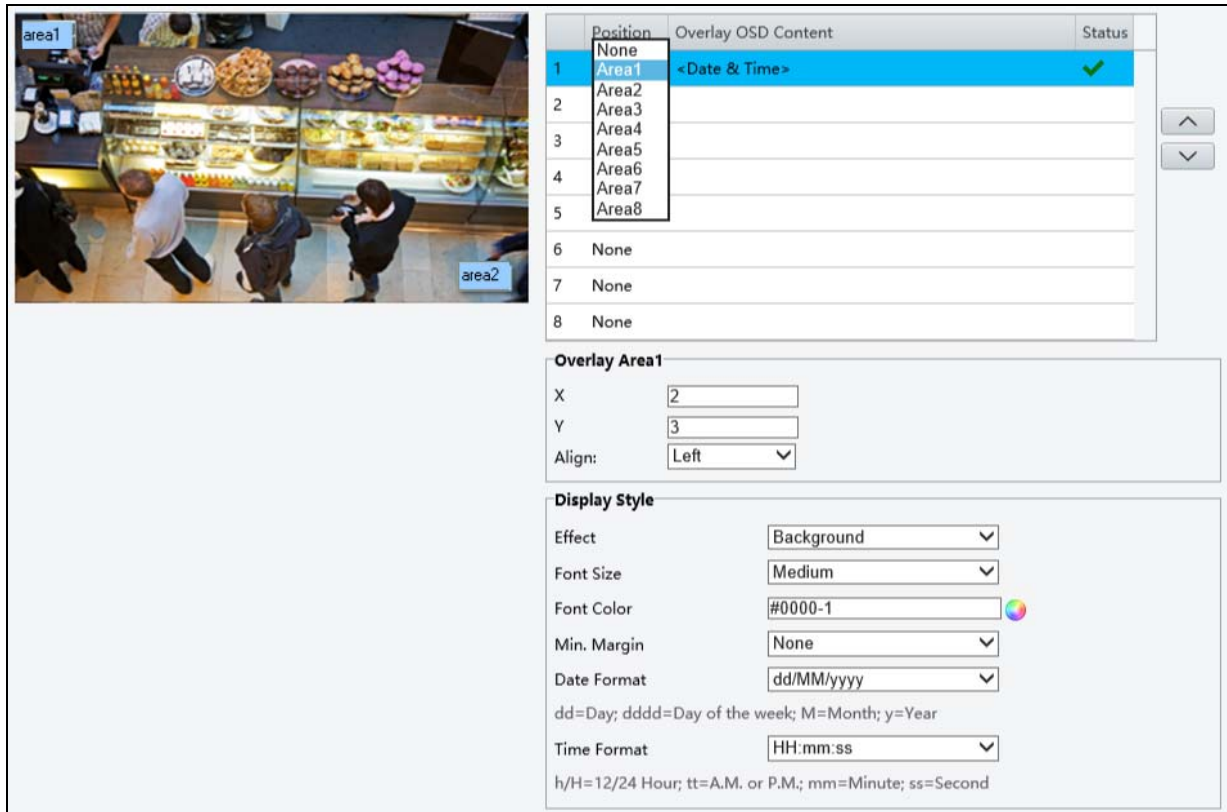 area1
area2
Position Overlay OSD Content Status
None
Area1
Area2
Area3
Area4
Area5
Area6
Area7
Area8
1 <Date & Time>
2
3
4
5
6 None
7 None
8 None
Overlay Area1
X 2
Y 3
Align: Left
Display Style
Effect Background
Font Size Medium
Font Color #0000-1
Min. Margin None
Date Format dd/MM/yyyy
dd=Day; dddd=Day of the week; M=Month; y=Year
Time Format HH:mm:ss
h/H=12/24 Hour; tt=A.M. or P.M.; mm=Minute; ss=Second